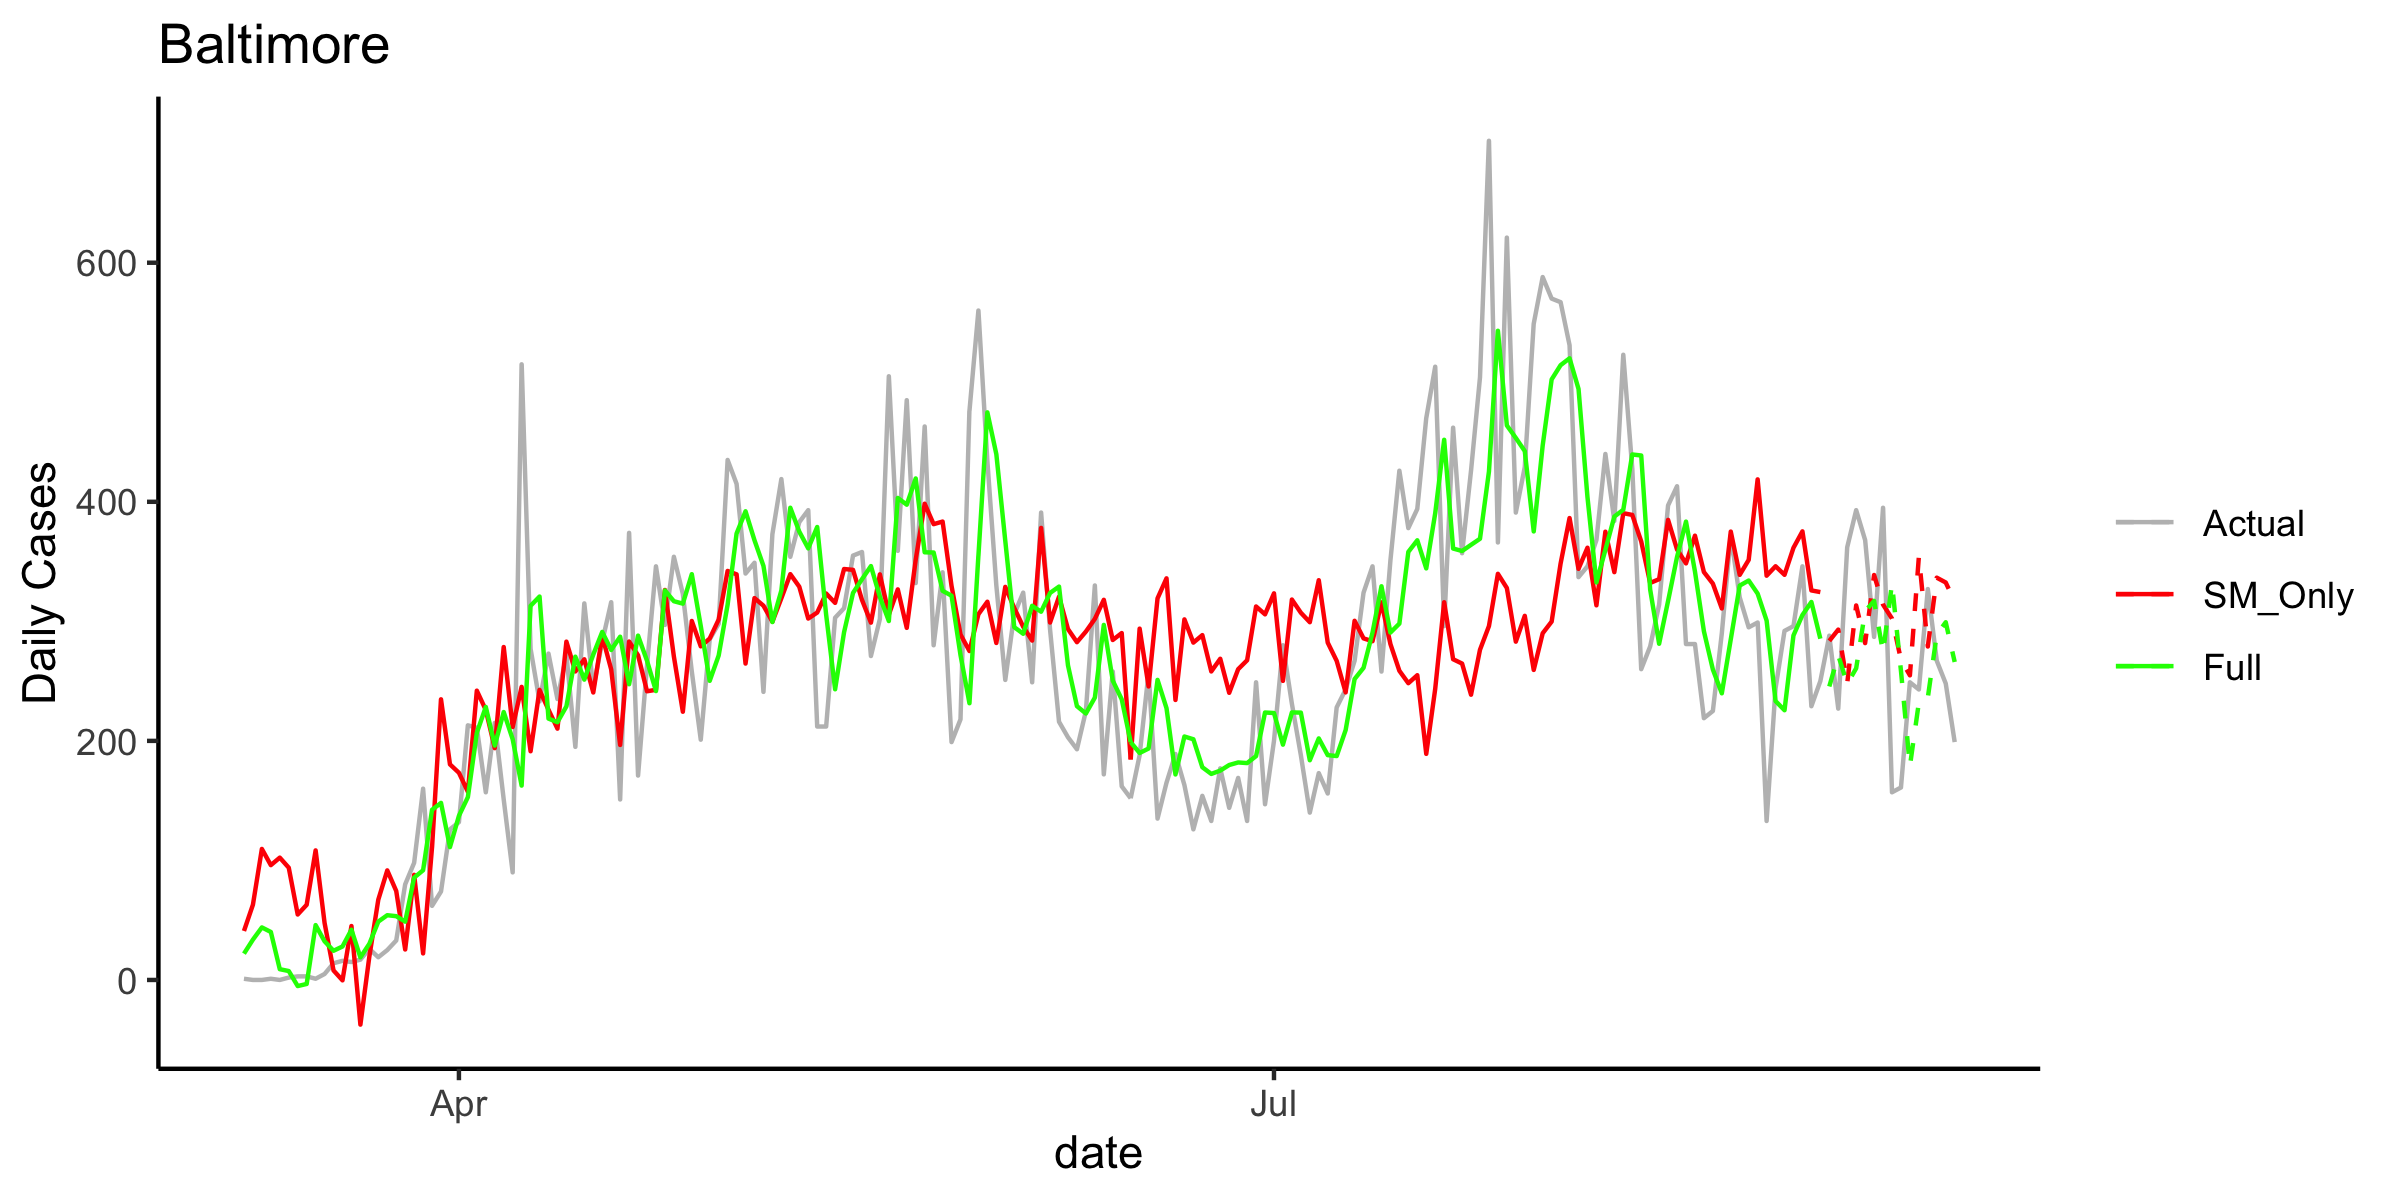 Baltimore
Daily Cases
600
400
200
0
Apr
Jul
date
Actual
SM_Only
Full